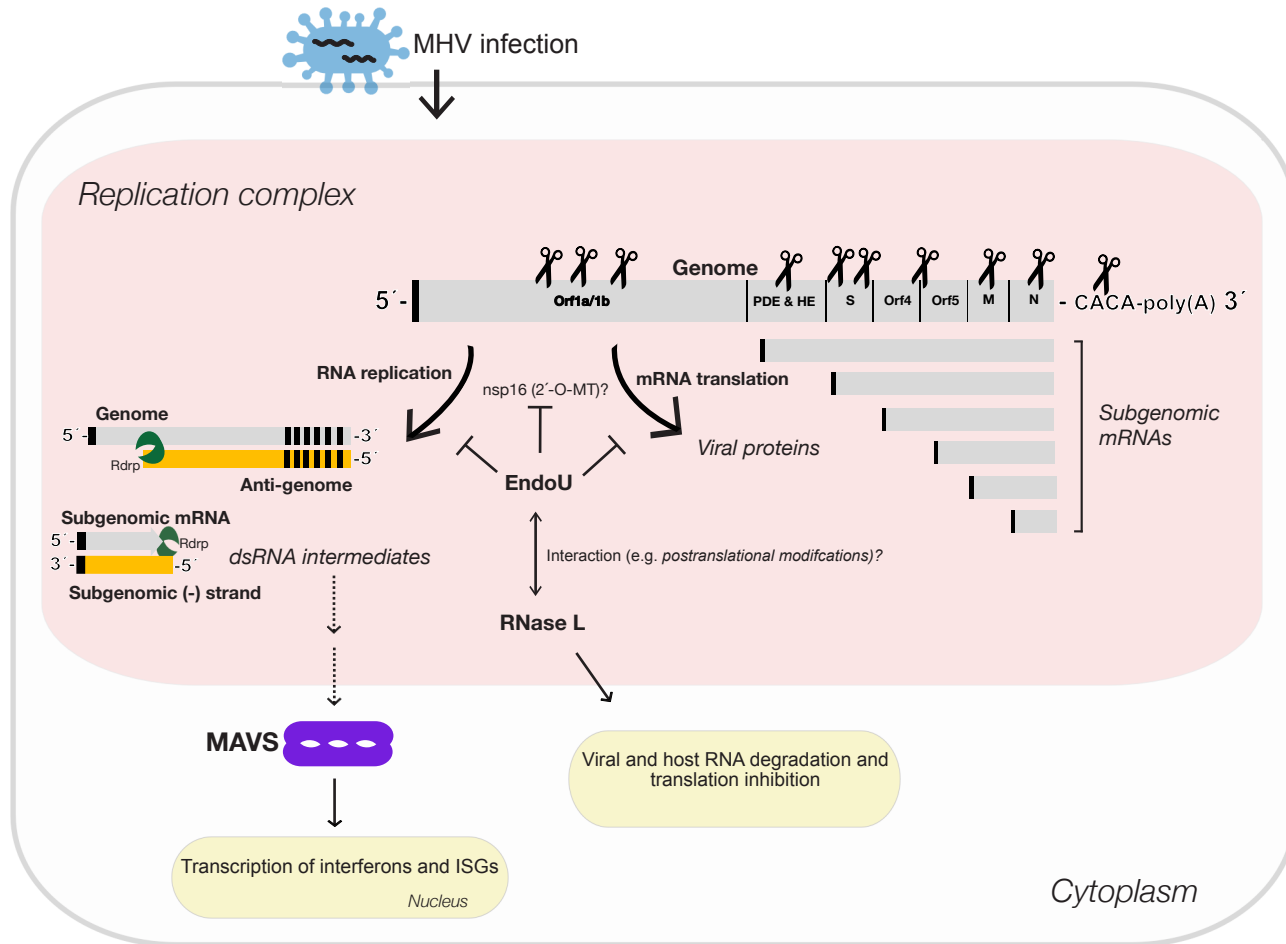 MHV infection
Replication complex
Genome
5´-
Orf1a/1b
PDE & HE
S
Orf4
Orf5
M
N
- CACA-poly(A) 3´
RNA replication
nsp16 (2´-O-MT)?
mRNA translation
Subgenomic
mRNAs
Genome
5´-
-3´
Rdrp
-5´
Anti-genome
Viral proteins
EndoU
Subgenomic mRNA
5´-
Rdrp
3´-
-5´
Subgenomic (-) strand
dsRNA intermediates
Interaction (e.g. postranslational modifcations)?
RNase L
MAVS
Viral and host RNA degradation and
translation inhibition
Transcription of interferons and ISGs
Nucleus
Cytoplasm